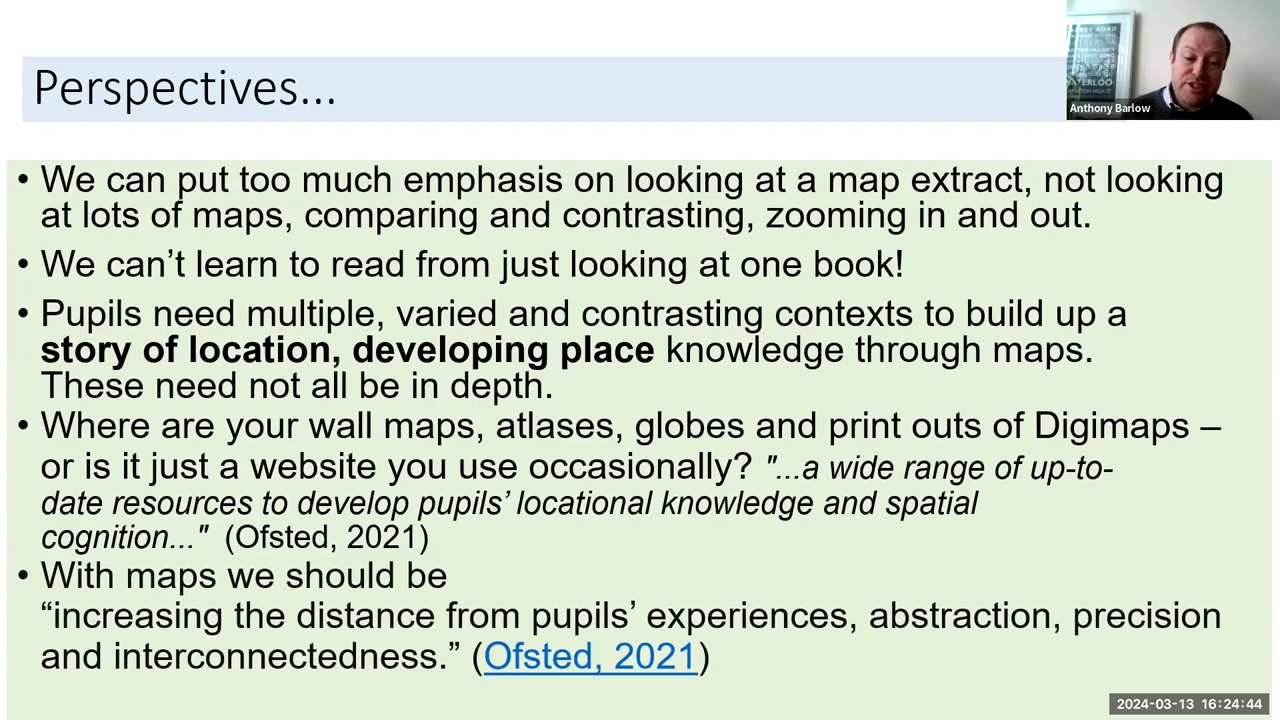 Perspectives...
Anthony Barlow
• We can put too much emphasis on looking at a map extract, not looking
at lots of maps, comparing and contrasting, zooming in and out.
• We can’t learn to read from just looking at one book!
• Pupils need multiple, varied and contrasting contexts to build up a
story of location, developing place knowledge through maps.
These need not all be in depth.
• Where are your wall maps, atlases, globes and print outs of Digimaps –
or is it just a website you use occasionally? "...a wide range of up-to-
date resources to develop pupils’ locational knowledge and spatial
cognition..." (Ofsted, 2021)
• With maps we should be
“increasing the distance from pupils’ experiences, abstraction, precision
and interconnectedness.” (Ofsted, 2021)
2024-03-13 16:24:44